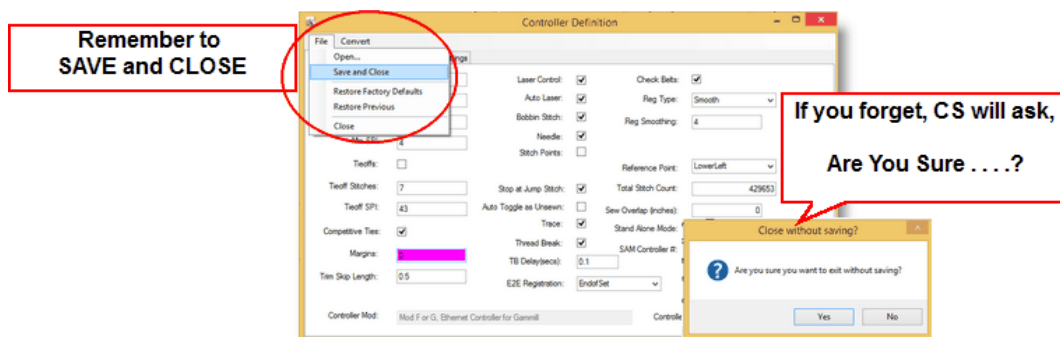 Remember to
SAVE and CLOSE
Controller Definition
File Convert
Open...
Save and Close
Restore Factory Defaults
Restore Previous
Close
4
Tieoffs:
Tieoff Stitches: 7
Tieoff SPI: 43
Competitive Ties:
Margins:
Trim Skip Length: 0.5
Controller Mod: Mod F or G, Ethernet Controller for Gammill
Laser Control:
Auto Laser:
Bobbin Stitch:
Needle:
Stitch Points:
Stop at Jump Stitch:
Auto Toggle as Unsewn:
Trace:
Thread Break:
TB Delay(secs): 0.1
E2E Registration: EndofSet
Check Belts:
Reg Type: Smooth
Reg Smoothing: 4
Reference Point: LowerLeft
Total Stitch Count: 429653
Sew Overlap (inches): 0
Stand Alone Mode:
SAM Controller #:
If you forget, CS will ask,
Are You Sure . . . .?
Close without saving?
Are you sure you want to exit without saving?
Yes No